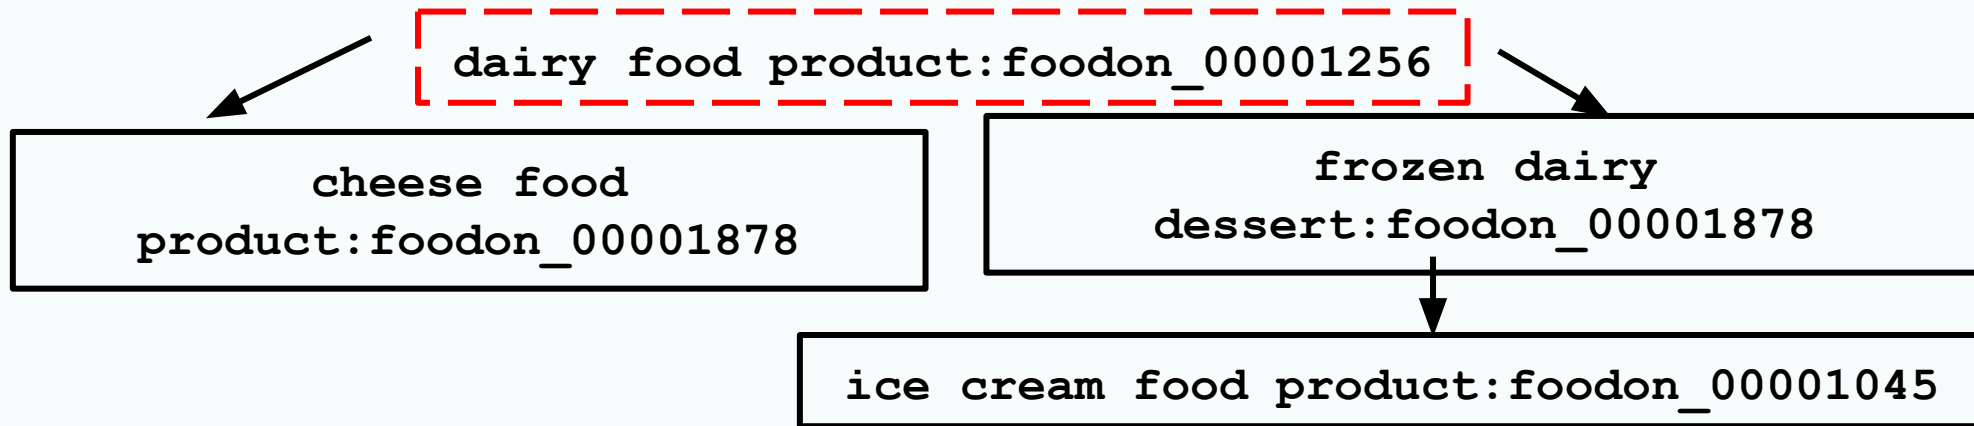 dairy food product:foodon_00001256
cheese food
product:foodon_00001878
frozen dairy
dessert:foodon_00001878
ice cream food product:foodon_00001045